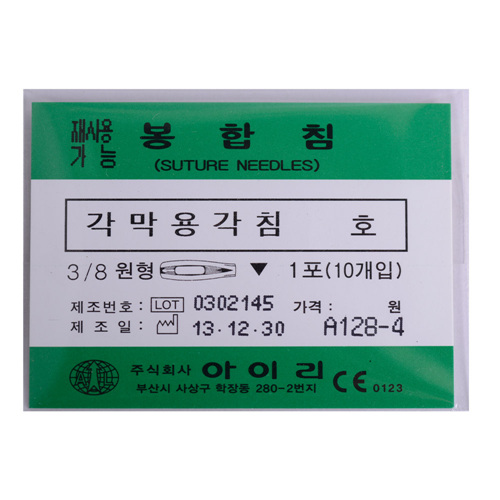 재사용
가능
봉합침
(SUTURE NEEDLES)
각막용각침 호
3/8 원형 ▼ 1포(10개입)
제조번호 : LOT 0302145 가격 : 원
제조일 : 13.12.30 A128-4
주식회사 아이리
부산시 사상구 학장동 280-2번지 CE 0123